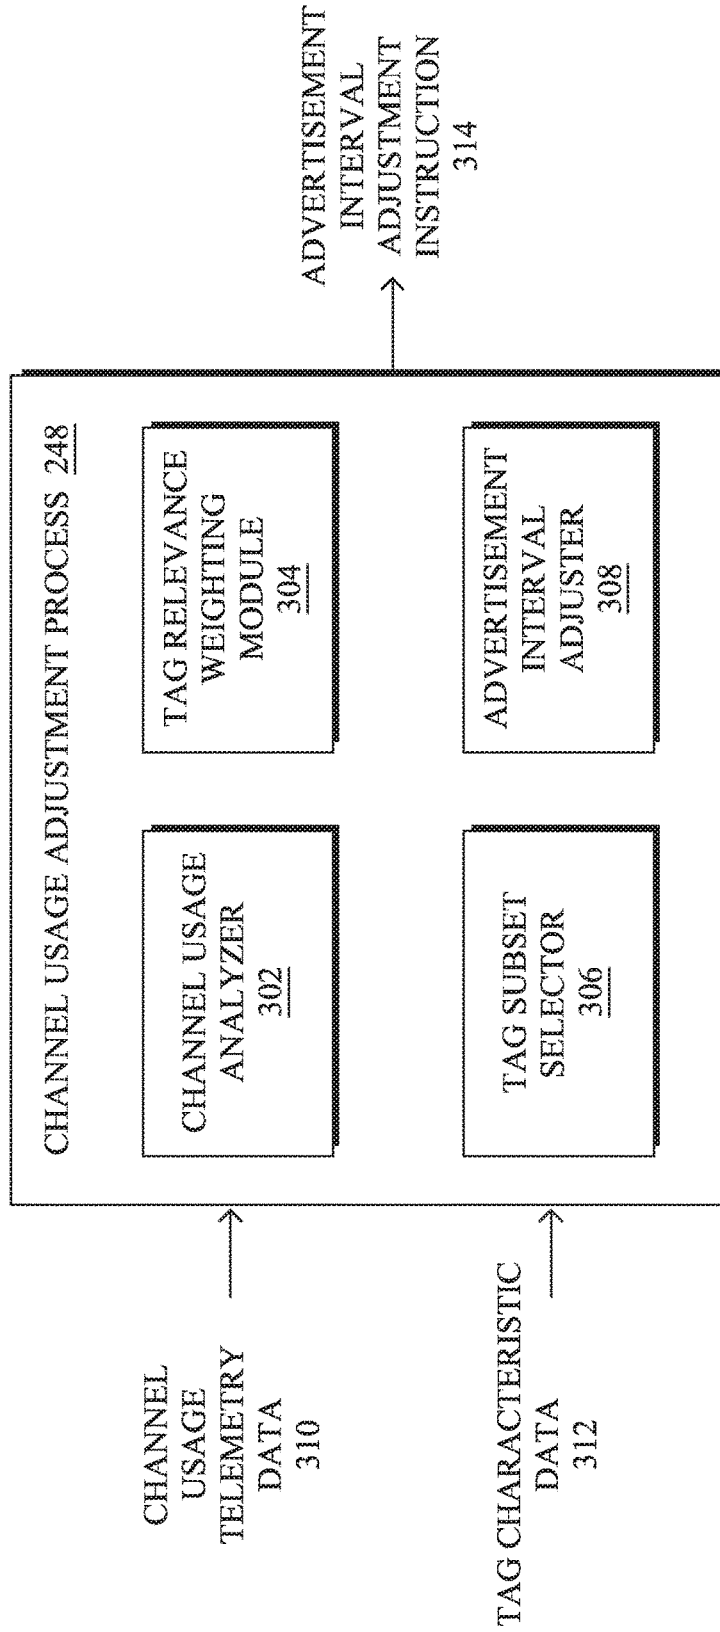 CHANNEL USAGE ADJUSTMENT PROCESS 248
CHANNEL
USAGE
TELEMETRY
DATA
310
CHANNEL USAGE
ANALYZER
302
TAG RELEVANCE
WEIGHTING
MODULE
304
TAG CHARACTERISTIC
DATA
312
TAG SUBSET
SELECTOR
306
ADVERTISEMENT
INTERVAL
ADJUSTER
308
ADVERTISEMENT
INTERVAL
ADJUSTMENT
INSTRUCTION
314